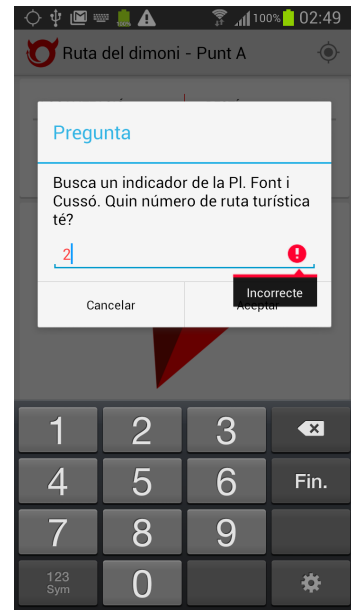 100% 02:49
Ruta del dimoni - Punt A
Pregunta
Busca un indicador de la Pl. Font i
Cussó. Quin número de ruta turística
té?
2
Incorrecte
Cancelar
Aceptar
1 2 3
4 5 6 Fin.
7 8 9
123
Sym
0